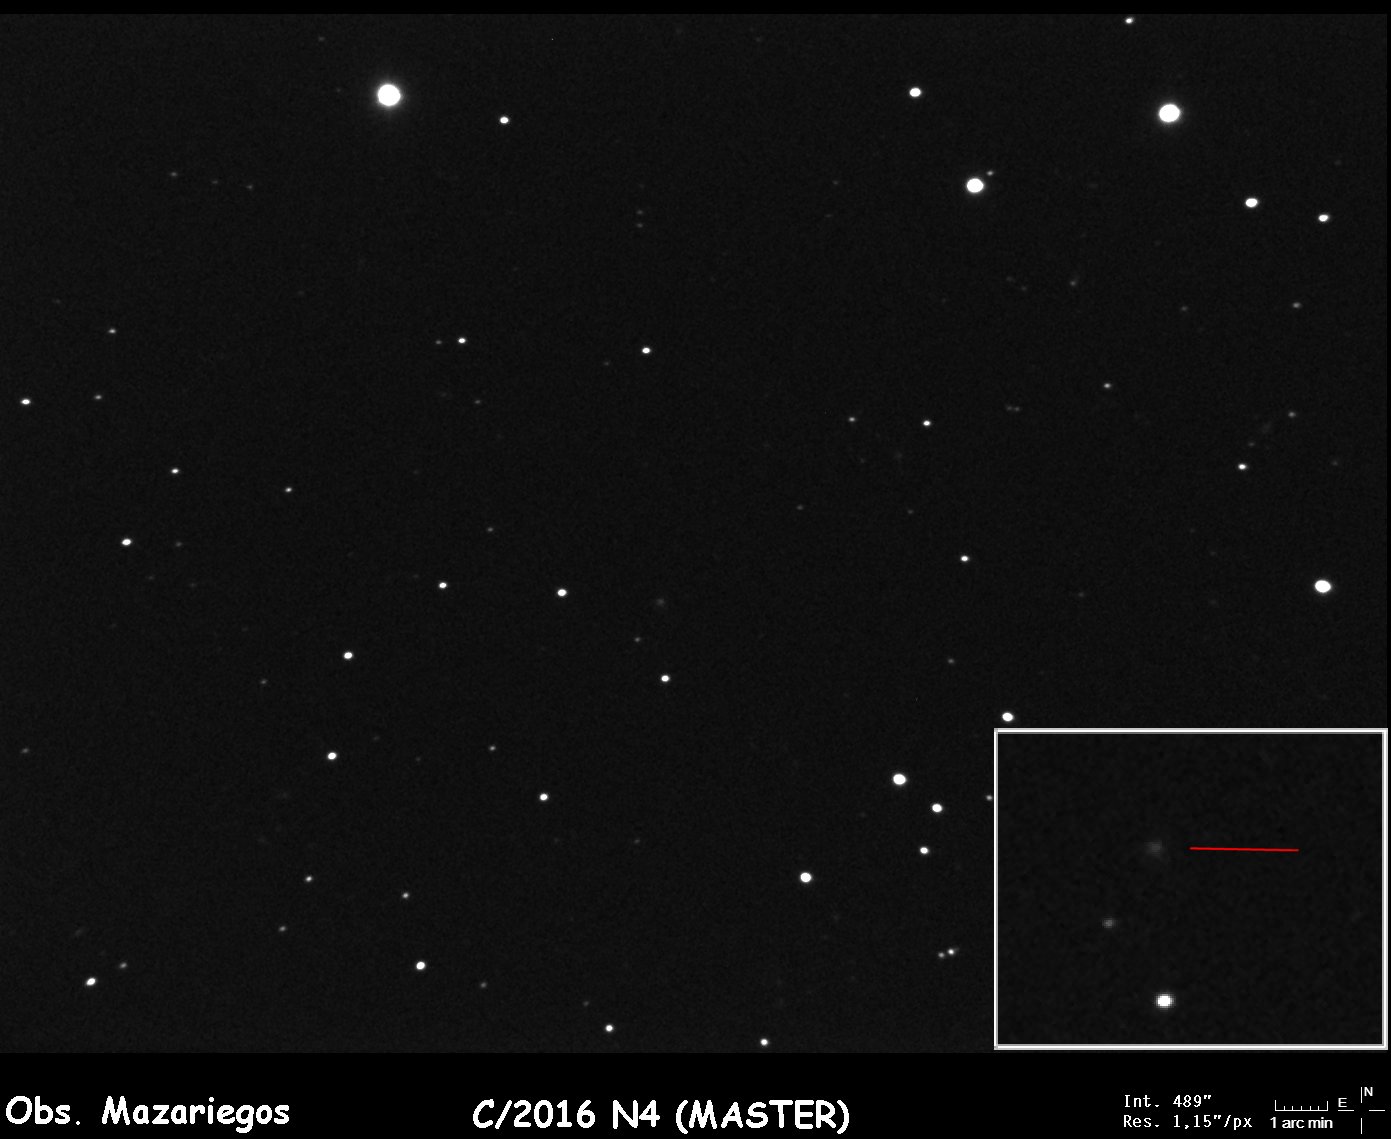 Obs. Mazariegos
C/2016 N4 (MASTER)
Int. 489”
Res. 1,15”/px
1 arc min
E
N